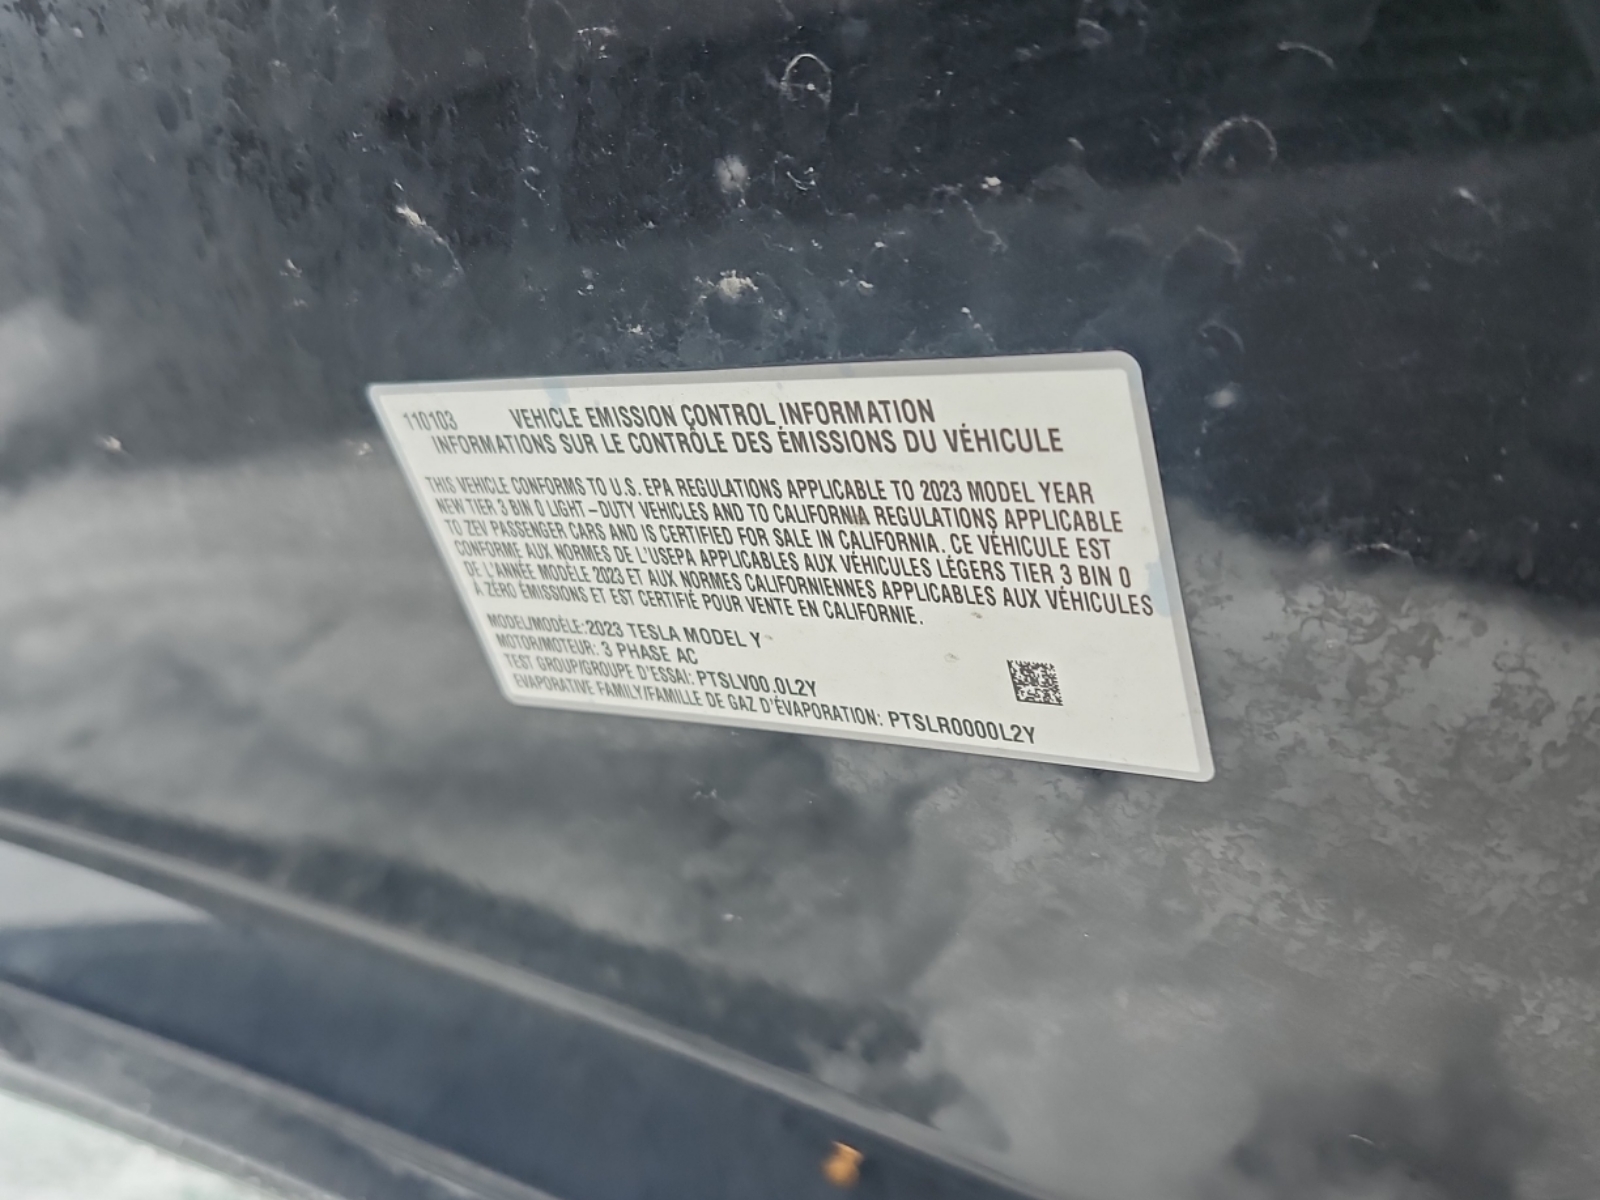 110103 VEHICLE EMISSION CONTROL INFORMATION
INFORMATIONS SUR LE CONTRÔLE DES ÉMISSIONS DU VÉHICULE
THIS VEHICLE CONFORMS TO U.S. EPA REGULATIONS APPLICABLE TO 2023 MODEL YEAR
NEW TIER 3 BIN 0 LIGHT-DUTY VEHICLES AND TO CALIFORNIA REGULATIONS APPLICABLE
TO ZEV PASSENGER CARS AND IS CERTIFIED FOR SALE IN CALIFORNIA. CE VÉHICULE EST
CONFORME AUX NORMES DE L'USEPA APPLICABLES AUX VÉHICULES LÉGERS TIER 3 BIN 0
DE L'ANNÉE MODÈLE 2023 ET AUX NORMES CALIFORNIENNES APPLICABLES AUX VÉHICULES
A ZÉRO ÉMISSIONS ET EST CERTIFIÉ POUR VENTE EN CALIFORNIE.
MODEL/MODÈLE: 2023 TESLA MODEL Y
MOTOR/MOTEUR: 3 PHASE AC
TEST GROUP/GROUPE D'ESSAI: PTSLV00.0L2Y
EVAPORATIVE FAMILY/FAMILLE DE GAZ D'ÉVAPORATION: PTSLR0000L2Y